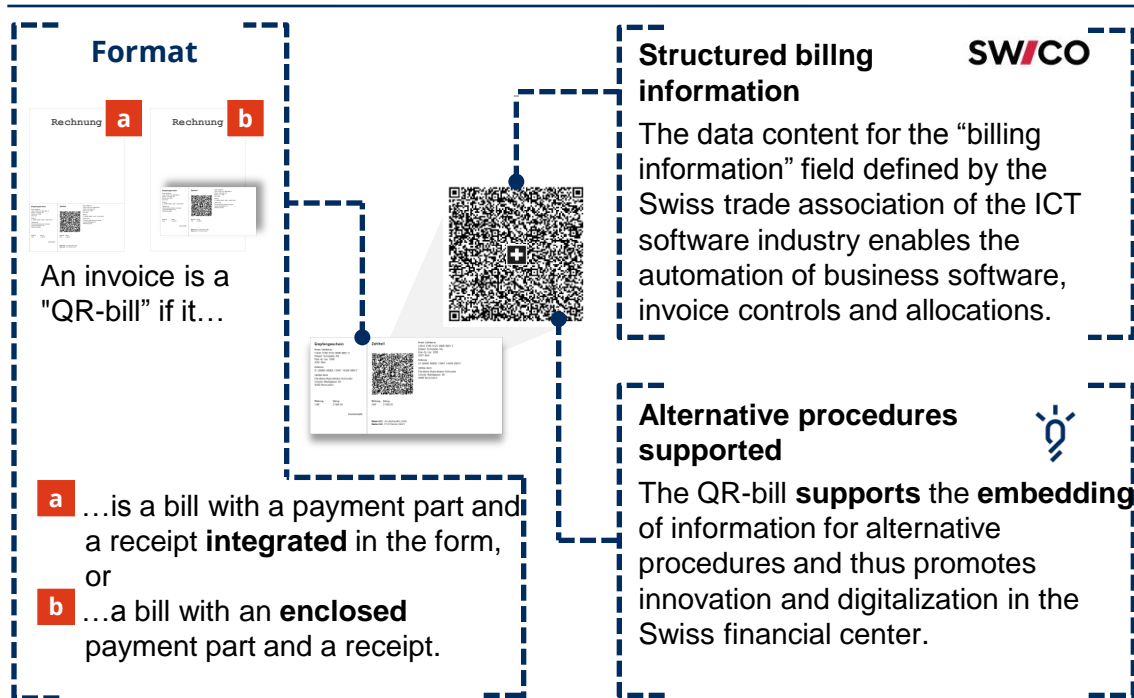 Format
Rechnung a
Rechnung b
An invoice is a
"QR-bill” if it…
Empfangsschein
Zahlteil
a …is a bill with a payment part and
a receipt integrated in the form,
or
b …a bill with an enclosed
payment part and a receipt.
Structured billng
information
SWICO
The data content for the “billing
information” field defined by the
Swiss trade association of the ICT
software industry enables the
automation of business software,
invoice controls and allocations.
Alternative procedures
supported
The QR-bill supports the embedding
of information for alternative
procedures and thus promotes
innovation and digitalization in the
Swiss financial center.